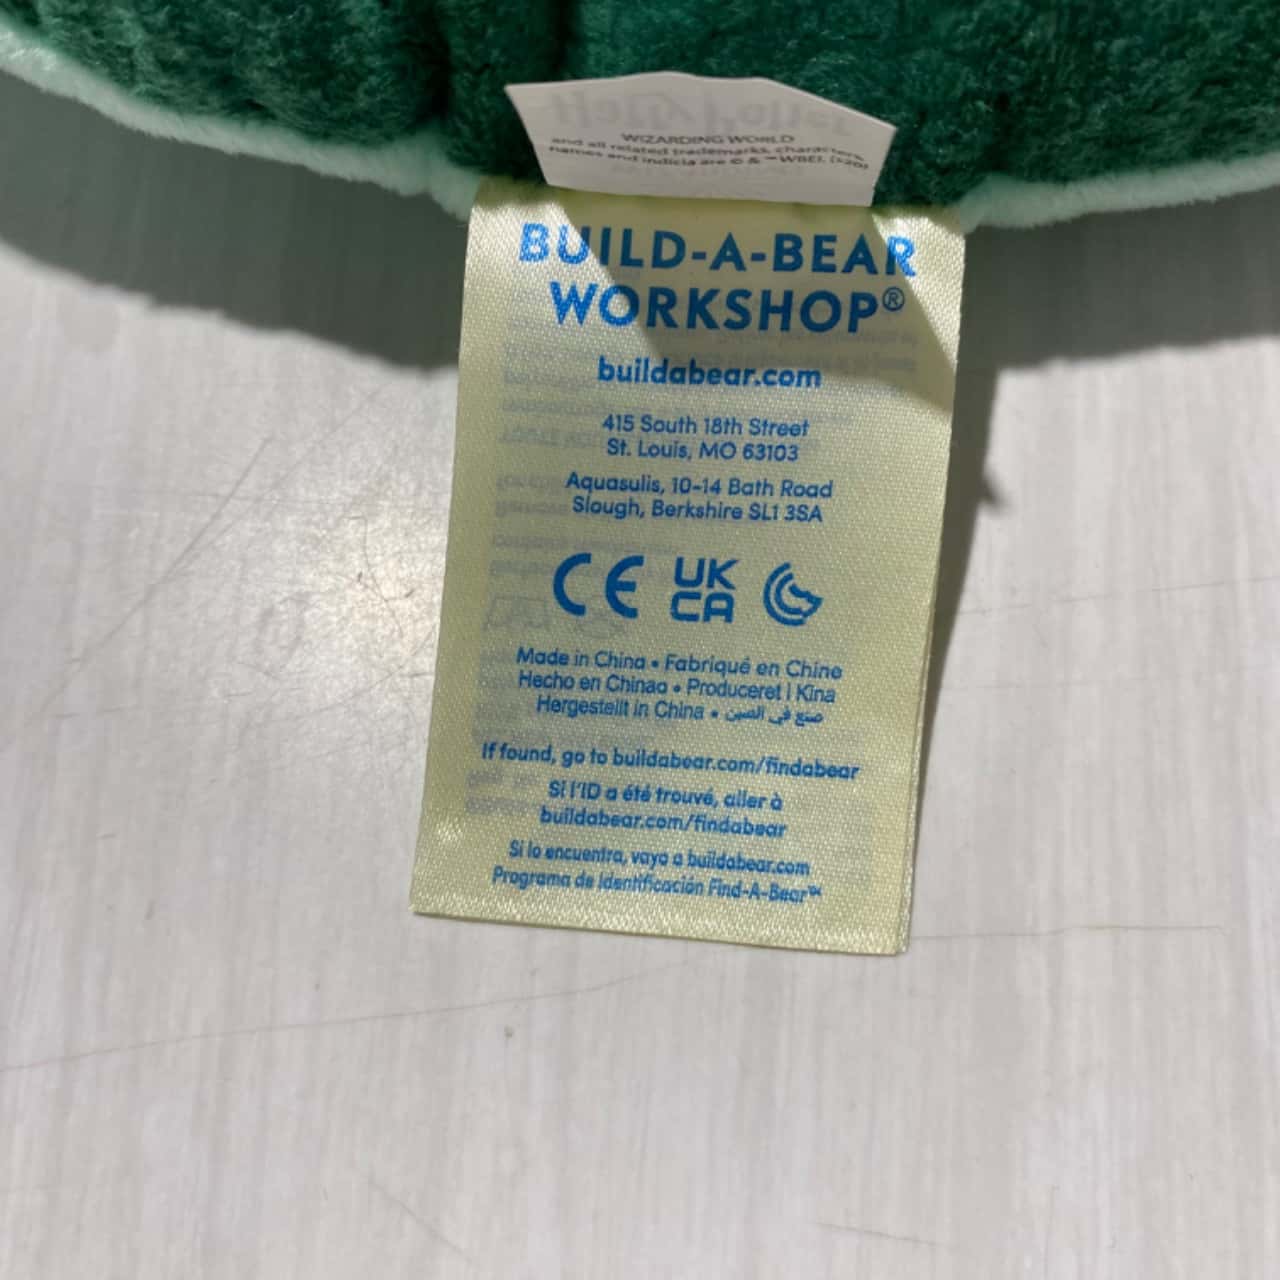 WIZARDING WORLD
and all related trademarks, characters,
names and indicia are © & ™ WBEI. (s20)
BUILD-A-BEAR
WORKSHOP®
buildabear.com
415 South 18th Street
St. Louis, MO 63103
Aquasulis, 10-14 Bath Road
Slough, Berkshire SL1 3SA
CE UK
CA
Made in China • Fabriqué en Chine
Hecho en Chinaa • Produceret i Kina
Hergestellt in China • صنع في الصين
If found, go to buildabear.com/findabear
Si l'ID a été trouvé, aller à
buildabear.com/findabear
Si lo encuentra, vaya a buildabear.com
Programa de Identificación Find-A-Bear™